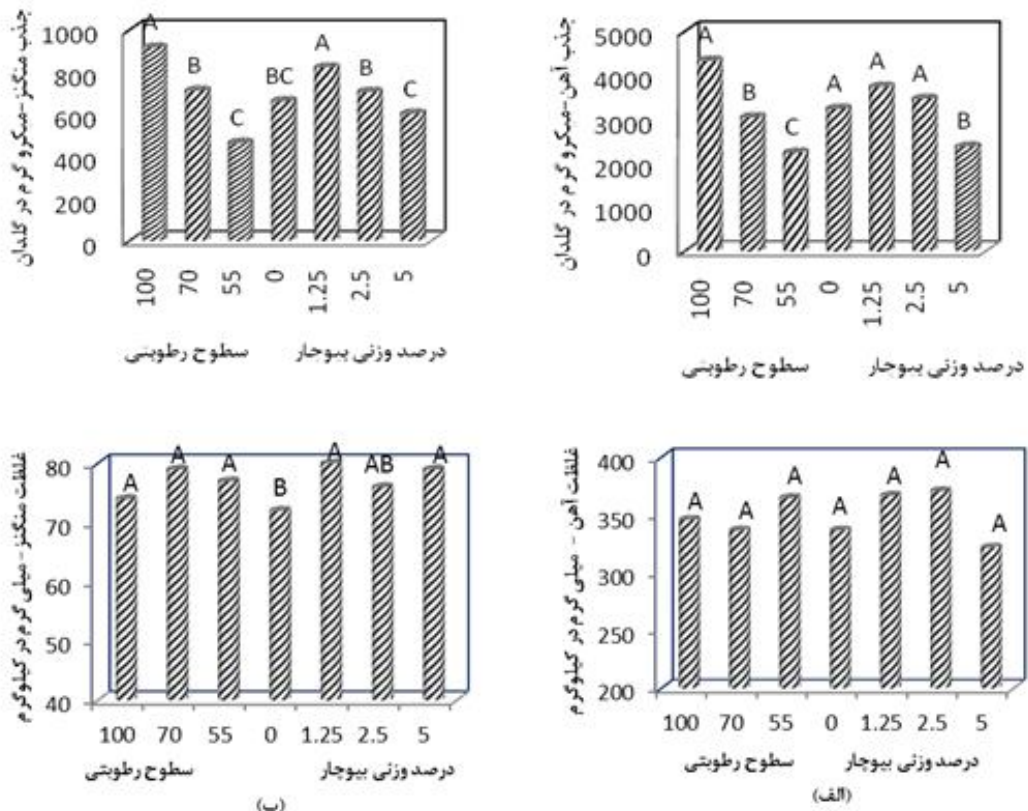 جذب منگنز-میکرو گرم در گلدان
1000
800
600
400
200
0
A
B
C
BC
A
B
C
100 70 55 0 1.25 2.5 5
سطوح رطوبتی درصد وزنی بیوچار
جذب آهن-میکرو گرم در گلدان
5000
4000
3000
2000
1000
0
A
B
C
A
A
A
B
100 70 55 0 1.25 2.5 5
سطوح رطوبتی درصد وزنی بیوچار
غلظت منگنز - میلی گرم در کیلوگرم
80
70
60
50
40
A
A
A
B
A
AB
A
100 70 55 0 1.25 2.5 5
سطوح رطوبتی درصد وزنی بیوچار
(ب)
غلظت آهن - میلی گرم در کیلوگرم
400
350
300
250
200
A
A
A
A
A
A
A
100 70 55 0 1.25 2.5 5
سطوح رطوبتی درصد وزنی بیوچار
(الف)